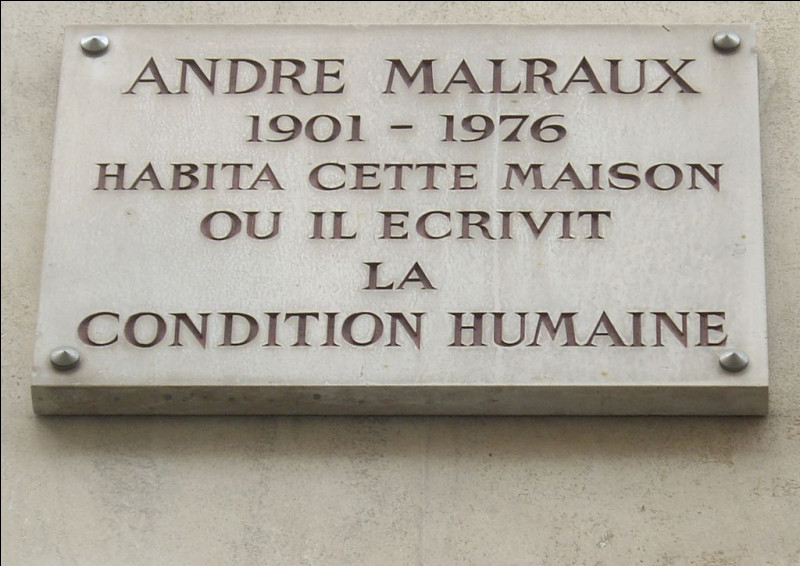 ANDRE MALRAUX
1901 - 1976
HABITA CETTE MAISON
OU IL ECRIVIT
LA
CONDITION HUMAINE